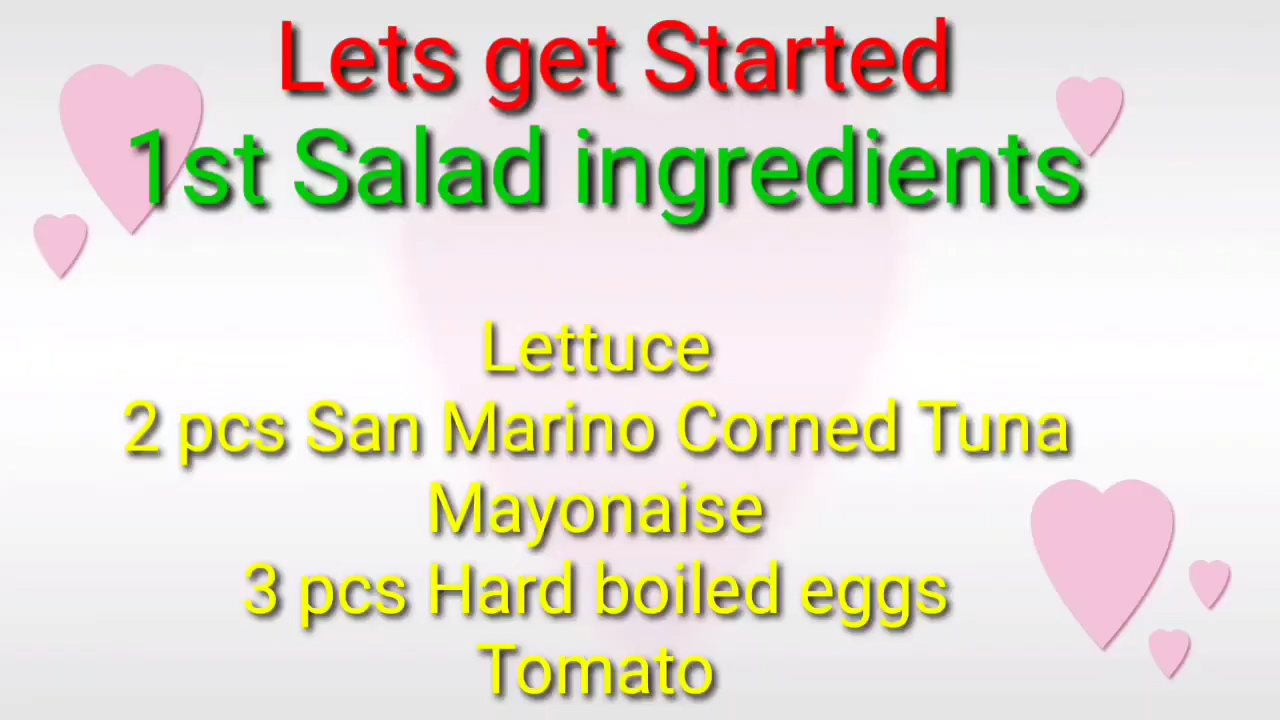 Lets get Started
1st Salad ingredients
Lettuce
2 pcs San Marino Corned Tuna
Mayonaise
3 pcs Hard boiled eggs
Tomato